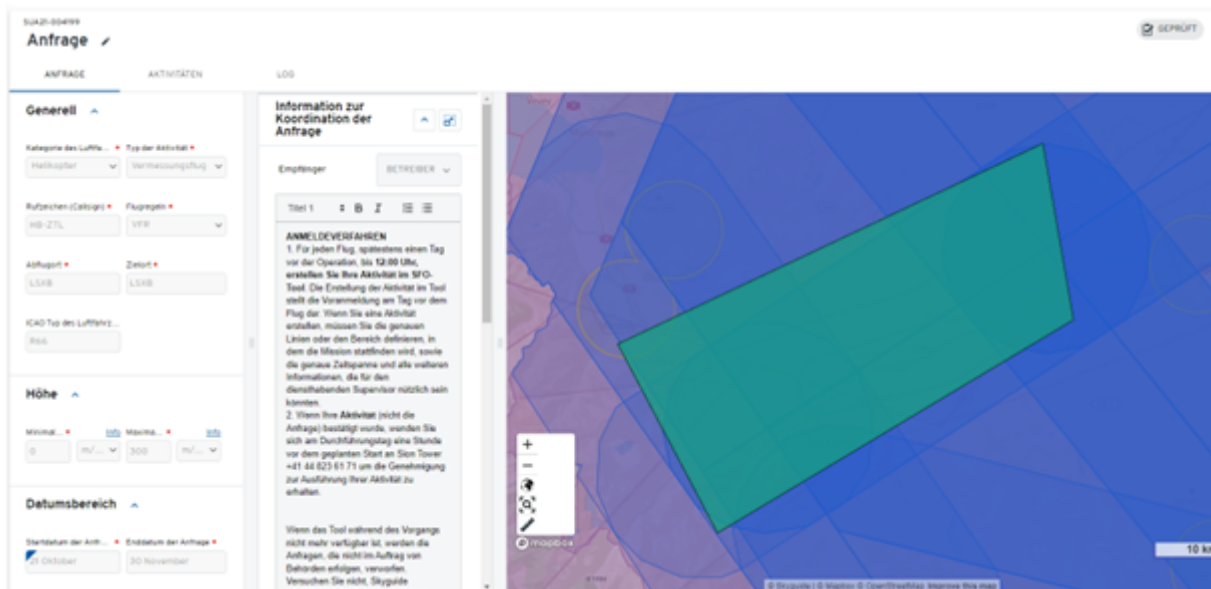 SUA21-004199
Anfrage
GEPRÜFT
ANFRAGE AKTIVITÄTEN LOG
Generell
Kategorie des Luftfa... * Typ der Aktivität *
Helikopter Vermessungsflug
Rufzeichen (Callsign) * Flugregeln *
HB-ZTL VFR
Abflugort * Zielort *
LSXB LSXB
ICAO Typ des Luftfahrz...
R66
Höhe
Minimal... * Info Maxima... * Info
0 m/... 300 m/...
Datumsbereich
Startdatum der Anfr... * Enddatum der Anfrage *
21 Oktober 30 November
Information zur
Koordination der
Anfrage
Empfänger BETREIBER
Titel 1 B I
ANMELDEVERFAHREN
1. Für jeden Flug, spätestens einen Tag
vor der Operation, bis 12:00 Uhr,
erstellen Sie Ihre Aktivität im SFO-
Tool. Die Erstellung der Aktivität im Tool
stellt die Voranmeldung am Tag vor dem
Flug dar. Wenn Sie eine Aktivität
erstellen, müssen Sie die genauen
Linien oder den Bereich definieren, in
dem die Mission stattfinden wird, sowie
die genaue Zeitspanne und alle weiteren
Informationen, die für den
diensthabenden Supervisor nützlich sein
könnten.
2. Wenn Ihre Aktivität (nicht die
Anfrage) bestätigt wurde, wenden Sie
sich am Durchführungstag eine Stunde
vor dem geplanten Start an Sion Tower
+41 44 823 61 71 um die Genehmigung
zur Ausführung Ihrer Aktivität zu
erhalten.
Wenn das Tool während des Vorgangs
nicht mehr verfügbar ist, werden die
Anfragen, die nicht im Auftrag von
Behörden erfolgen, verworfen.
Versuchen Sie nicht, Skyguide
mapbox
10 km
© Skyguide | © Mapbox © OpenStreetMap Improve this map